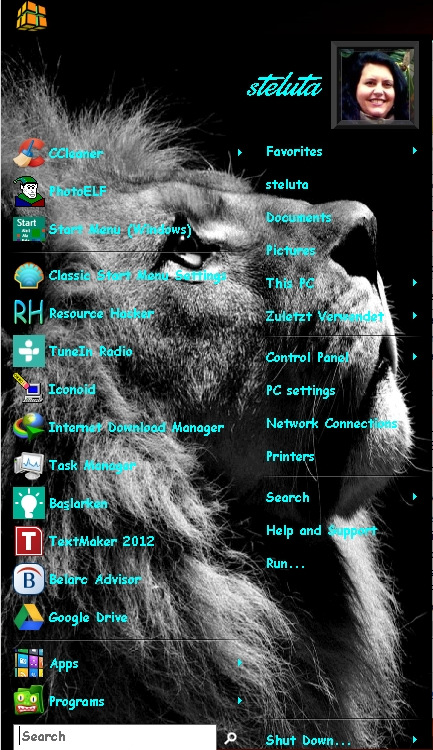 steluta
CCleaner
PhotoELF
Start Menu (Windows)
Classic Start Menu Settings
Resource Hacker
TuneIn Radio
Iconoid
Internet Download Manager
Task Manager
Başlarken
TextMaker 2012
Belarc Advisor
Google Drive
Apps
Programs
Search
Favorites
steluta
Documents
Pictures
This PC
Zuletzt Verwendet
Control Panel
PC settings
Network Connections
Printers
Search
Help and Support
Run...
Shut Down...